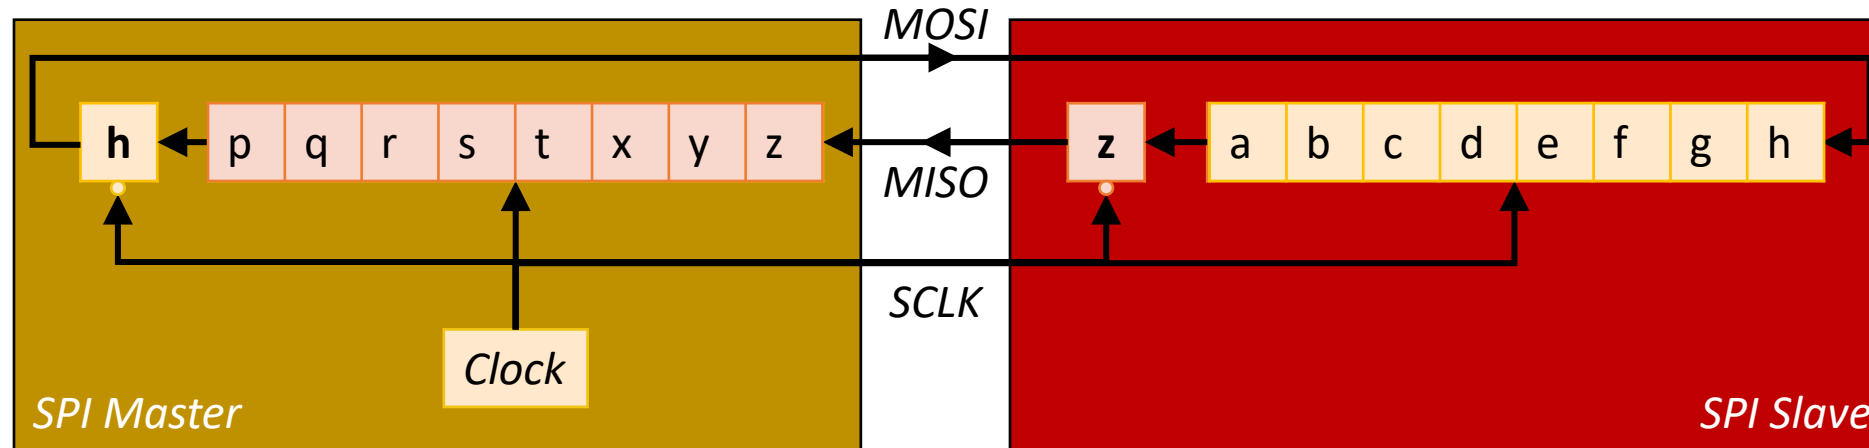 MOSI
h p q r s t x y z z a b c d e f g h
MISO
SCLK
Clock
SPI Master SPI Slave